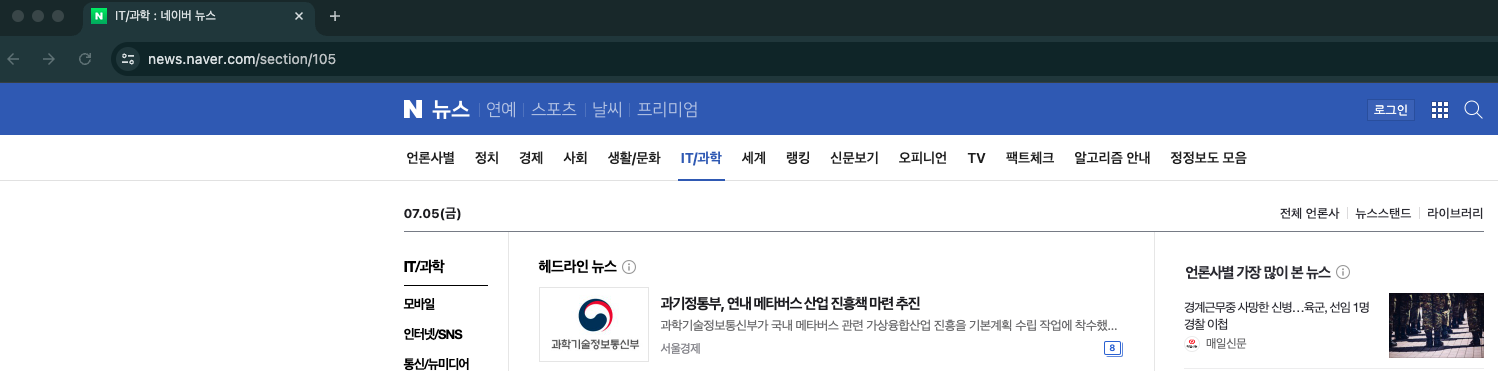 IT/과학 : 네이버 뉴스
news.naver.com/section/105
N 뉴스 연예 스포츠 날씨 프리미엄 로그인
언론사별 정치 경제 사회 생활/문화 IT/과학 세계 랭킹 신문보기 오피니언 TV 팩트체크 알고리즘 안내 정정보도 모음
07.05(금) 전체 언론사 뉴스스탠드 라이브러리
IT/과학
모바일
인터넷/SNS
통신/뉴미디어
헤드라인 뉴스
과학기술정보통신부
과기정통부, 연내 메타버스 산업 진흥책 마련 추진
과학기술정보통신부가 국내 메타버스 관련 가상융합산업 진흥을 기본계획 수립 작업에 착수했...
서울경제 8
언론사별 가장 많이 본 뉴스
경계근무중 사망한 신병…육군, 선임 1명
경찰 이첩
매일신문